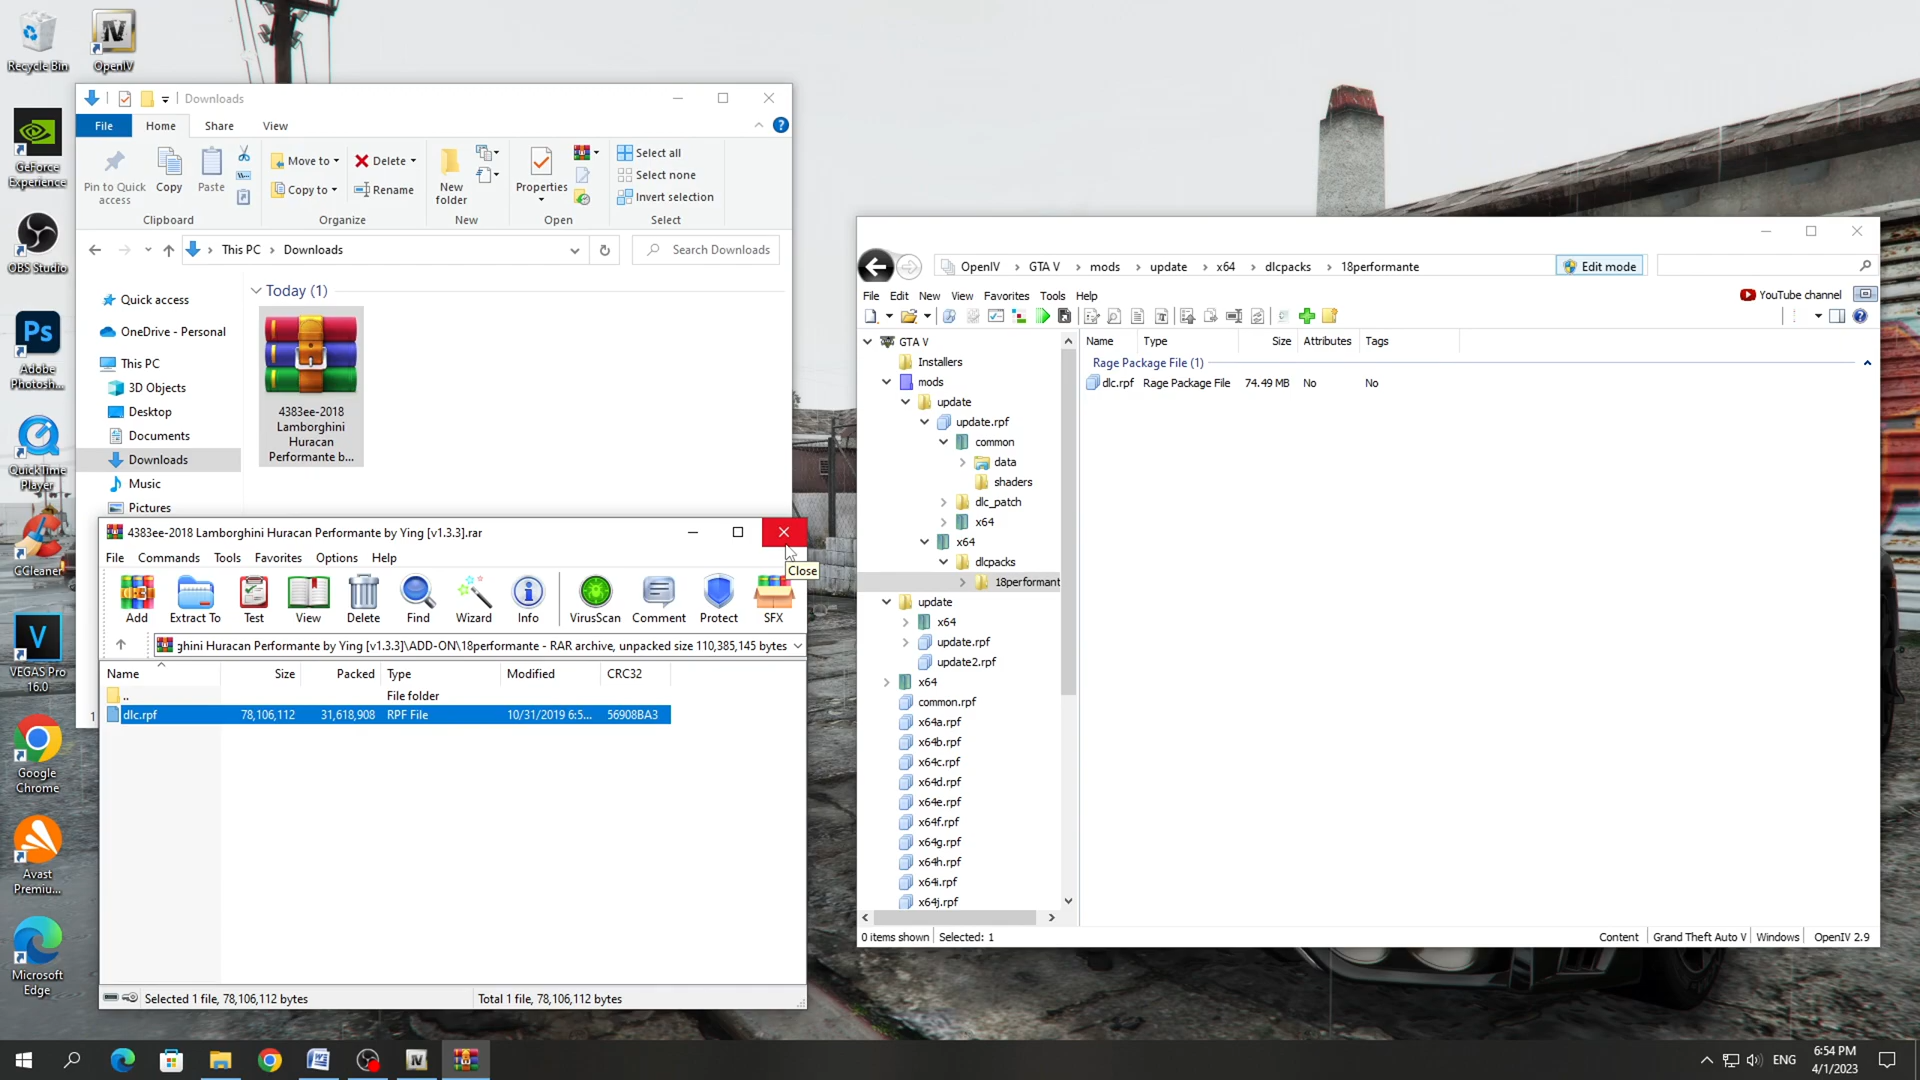 Recycle Bin
OpenIV
GeForce
Experience
OBS Studio
Adobe
Photosh...
QuickTime
Player
CCleaner
VEGAS Pro
16.0
Google
Chrome
Avast
Premiu...
Microsoft
Edge
Downloads
File
Home
Share
View
Pin to Quick
access
Copy
Paste
Clipboard
Move to
Copy to
Delete
Rename
Organize
New
folder
New
Properties
Open
Select all
Select none
Invert selection
Select
This PC > Downloads
Search Downloads
Quick access
OneDrive - Personal
This PC
3D Objects
Desktop
Documents
Downloads
Music
Pictures
1
Today (1)
4383ee-2018
Lamborghini
Huracan
Performante b...
4383ee-2018 Lamborghini Huracan Performante by Ying [v1.3.3].rar
File Commands Tools Favorites Options Help
Close
Add
Extract To
Test
View
Delete
Find
Wizard
Info
VirusScan
Comment
Protect
SFX
ghini Huracan Performante by Ying [v1.3.3]\ADD-ON\18performante - RAR archive, unpacked size 110,385,145 bytes
Name Size Packed Type Modified CRC32
.. File folder
dlc.rpf 78,106,112 31,618,908 RPF File 10/31/2019 6:5... 56908BA3
Selected 1 file, 78,106,112 bytes
Total 1 file, 78,106,112 bytes
OpenIV > GTA V > mods > update > x64 > dlcpacks > 18performante
Edit mode
File Edit New View Favorites Tools Help
YouTube channel
GTA V
Installers
mods
update
update.rpf
common
data
shaders
dlc_patch
x64
x64
dlcpacks
18performant
update
x64
update.rpf
update2.rpf
x64
common.rpf
x64a.rpf
x64b.rpf
x64c.rpf
x64d.rpf
x64e.rpf
x64f.rpf
x64g.rpf
x64h.rpf
x64i.rpf
x64j.rpf
Name Type Size Attributes Tags
Rage Package File (1)
dlc.rpf Rage Package File 74.49 MB No No
0 items shown
Selected: 1
Content
Grand Theft Auto V
Windows
OpenIV 2.9
ENG
6:54 PM
4/1/2023